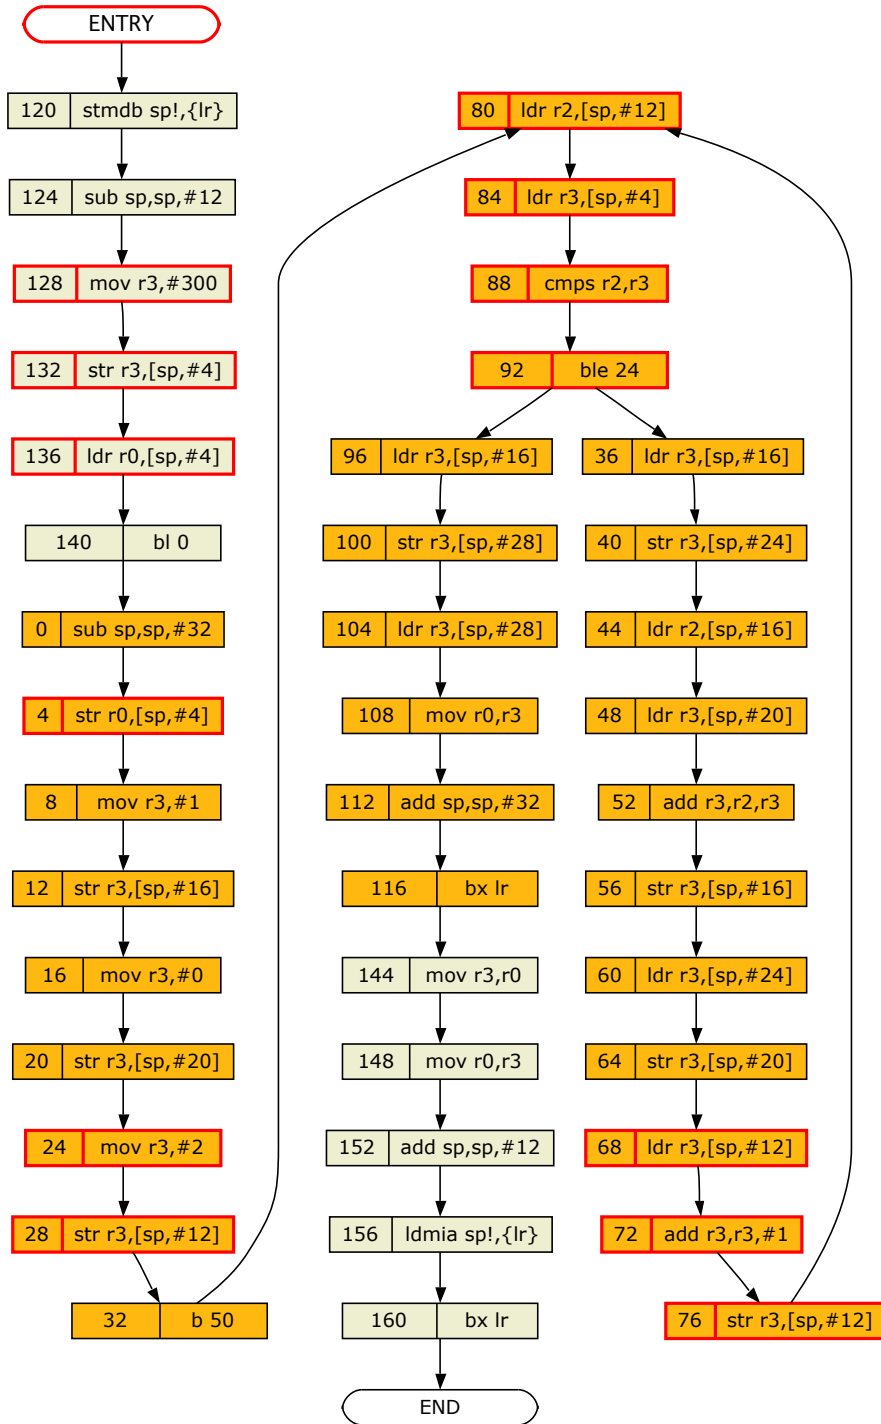 ENTRY
120 stmdb sp!,{lr}
124 sub sp,sp,#12
128 mov r3,#300
132 str r3,[sp,#4]
136 ldr r0,[sp,#4]
140 bl 0
0 sub sp,sp,#32
4 str r0,[sp,#4]
8 mov r3,#1
12 str r3,[sp,#16]
16 mov r3,#0
20 str r3,[sp,#20]
24 mov r3,#2
28 str r3,[sp,#12]
32 b 50
80 ldr r2,[sp,#12]
84 ldr r3,[sp,#4]
88 cmps r2,r3
92 ble 24
96 ldr r3,[sp,#16]
100 str r3,[sp,#28]
104 ldr r3,[sp,#28]
108 mov r0,r3
112 add sp,sp,#32
116 bx lr
144 mov r3,r0
148 mov r0,r3
152 add sp,sp,#12
156 ldmia sp!,{lr}
160 bx lr
END
36 ldr r3,[sp,#16]
40 str r3,[sp,#24]
44 ldr r2,[sp,#16]
48 ldr r3,[sp,#20]
52 add r3,r2,r3
56 str r3,[sp,#16]
60 ldr r3,[sp,#24]
64 str r3,[sp,#20]
68 ldr r3,[sp,#12]
72 add r3,r3,#1
76 str r3,[sp,#12]